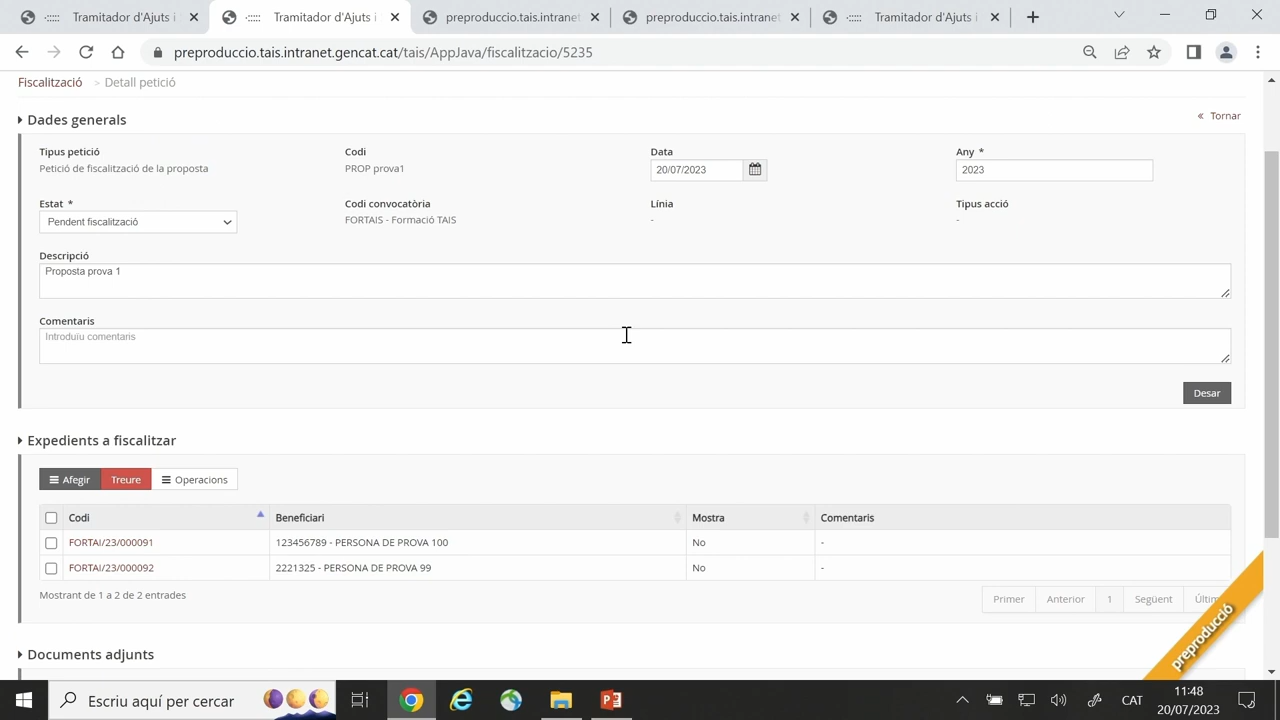 Tramitador d'Ajuts i
Tramitador d'Ajuts i
preproduccio.tais.intranet
preproduccio.tais.intranet.
Tramitador d'Ajuts i
preproduccio.tais.intranet.gencat.cat/tais/AppJava/fiscalitzacio/5235
Fiscalització > Detall petició
Dades generals
« Tornar
Tipus petició
Codi
Data
Any *
Petició de fiscalització de la proposta
PROP prova1
20/07/2023
2023
Estat *
Codi convocatòria
Línia
Tipus acció
Pendent fiscalització
FORTAIS - Formació TAIS
-
-
Descripció
Proposta prova 1
Comentaris
Introduïu comentaris
Desar
Expedients a fiscalitzar
Afegir
Treure
Operacions
Codi
Beneficiari
Mostra
Comentaris
FORTAI/23/000091
123456789 - PERSONA DE PROVA 100
No
-
FORTAI/23/000092
2221325 - PERSONA DE PROVA 99
No
-
Mostrant de 1 a 2 de 2 entrades
Primer
Anterior
1
Següent
preproducció
Documents adjunts
Escriu aquí per cercar
CAT
11:48
20/07/2023